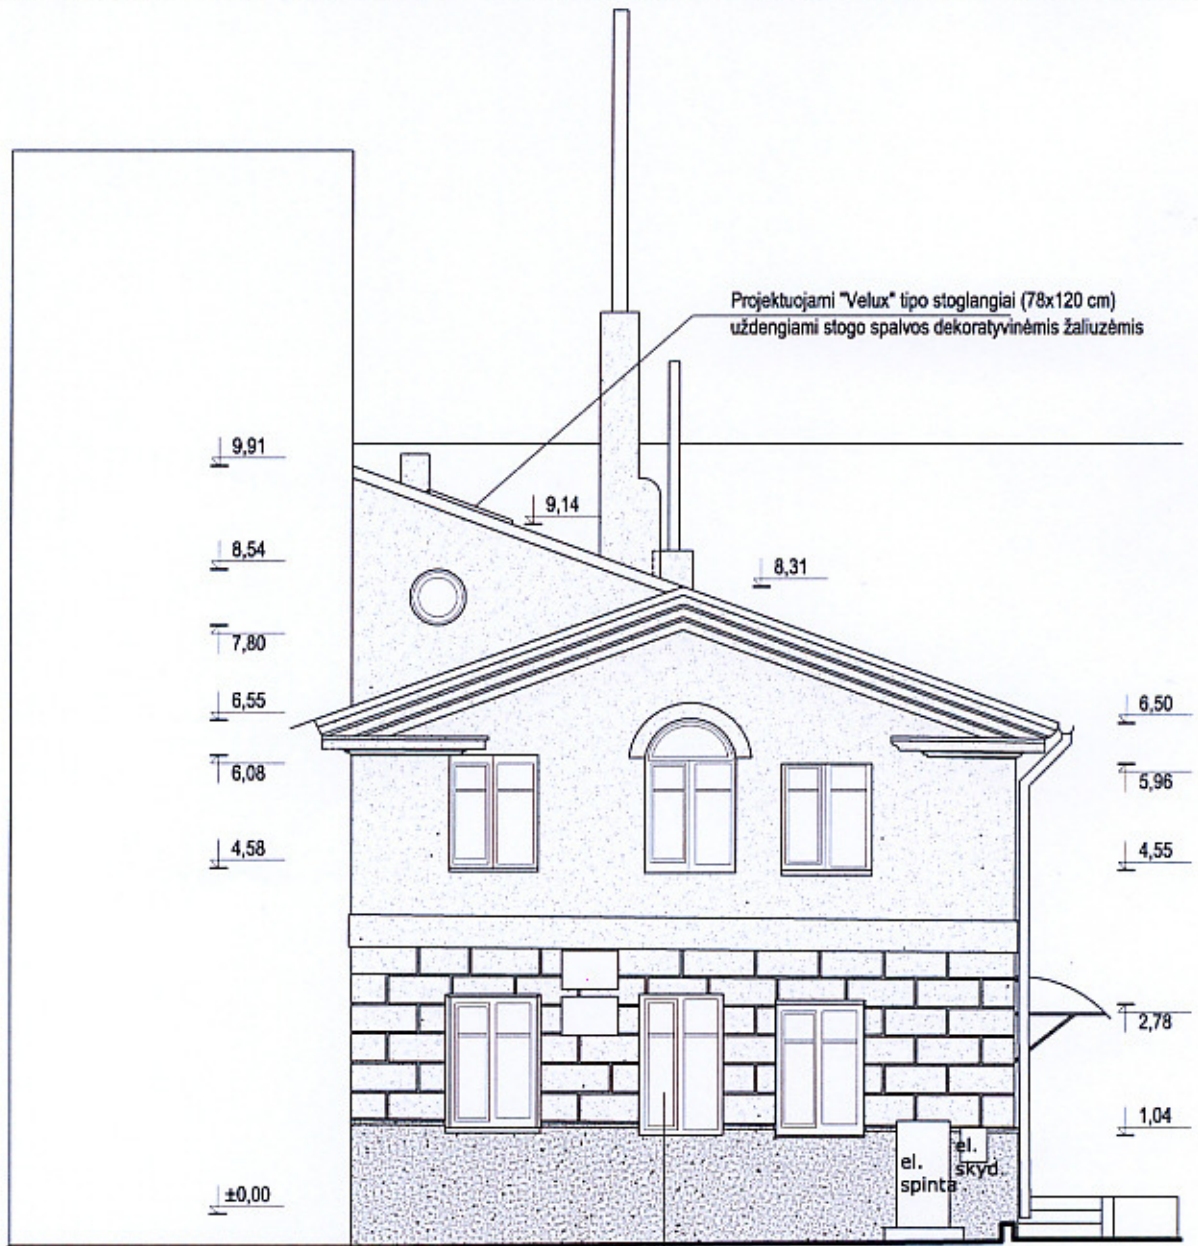 Projektuojami "Velux" tipo stoglangiai (78x120 cm)
uždengiami stogo spalvos dekoratyvinėmis žaliuzėmis
9,91
9,14
8,54
8,31
7,80
6,55
6,50
6,08
5,96
4,58
4,55
2,78
1,04
el.
skyd.
el.
spinta
±0,00